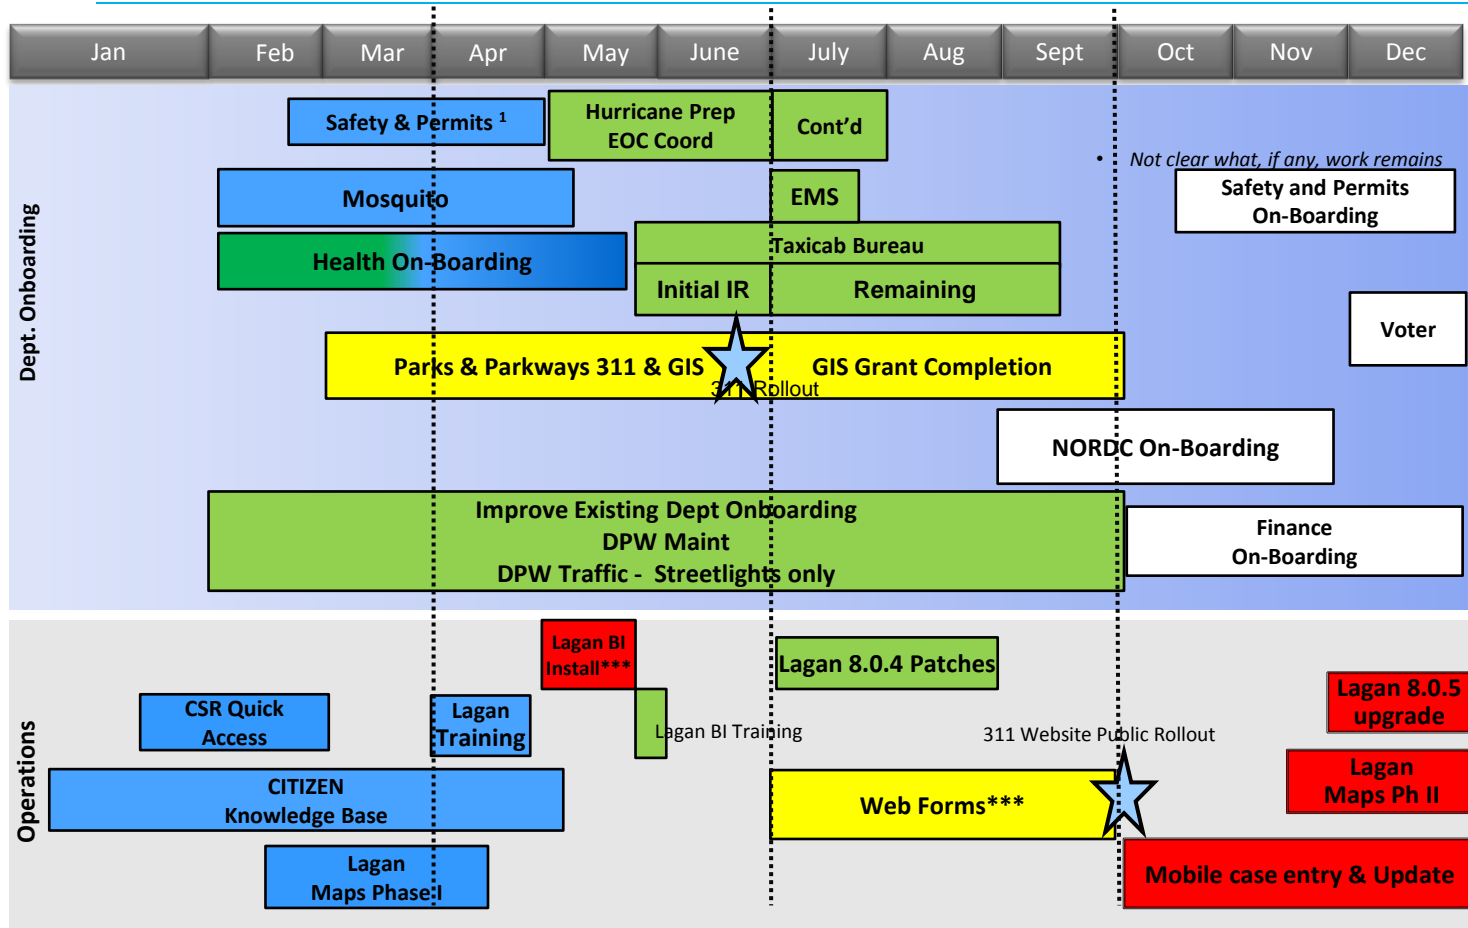 Jan
Feb
Mar
Apr
May
June
July
Aug
Sept
Oct
Nov
Dec
Dept. Onboarding
Safety & Permits ¹
Hurricane Prep
EOC Coord
Cont’d
• Not clear what, if any, work remains
Mosquito
EMS
Safety and Permits
On-Boarding
Health On-Boarding
Taxicab Bureau
Initial IR
Remaining
Voter
Parks & Parkways 311 & GIS
GIS Grant Completion
311 Rollout
NORDC On-Boarding
Improve Existing Dept Onboarding
DPW Maint
DPW Traffic - Streetlights only
Finance
On-Boarding
Operations
Lagan BI
Install***
Lagan 8.0.4 Patches
CSR Quick
Access
Lagan
Training
Lagan BI Training
311 Website Public Rollout
Lagan 8.0.5
upgrade
CITIZEN
Knowledge Base
Web Forms***
Lagan
Maps Ph II
Lagan
Maps Phase I
Mobile case entry & Update